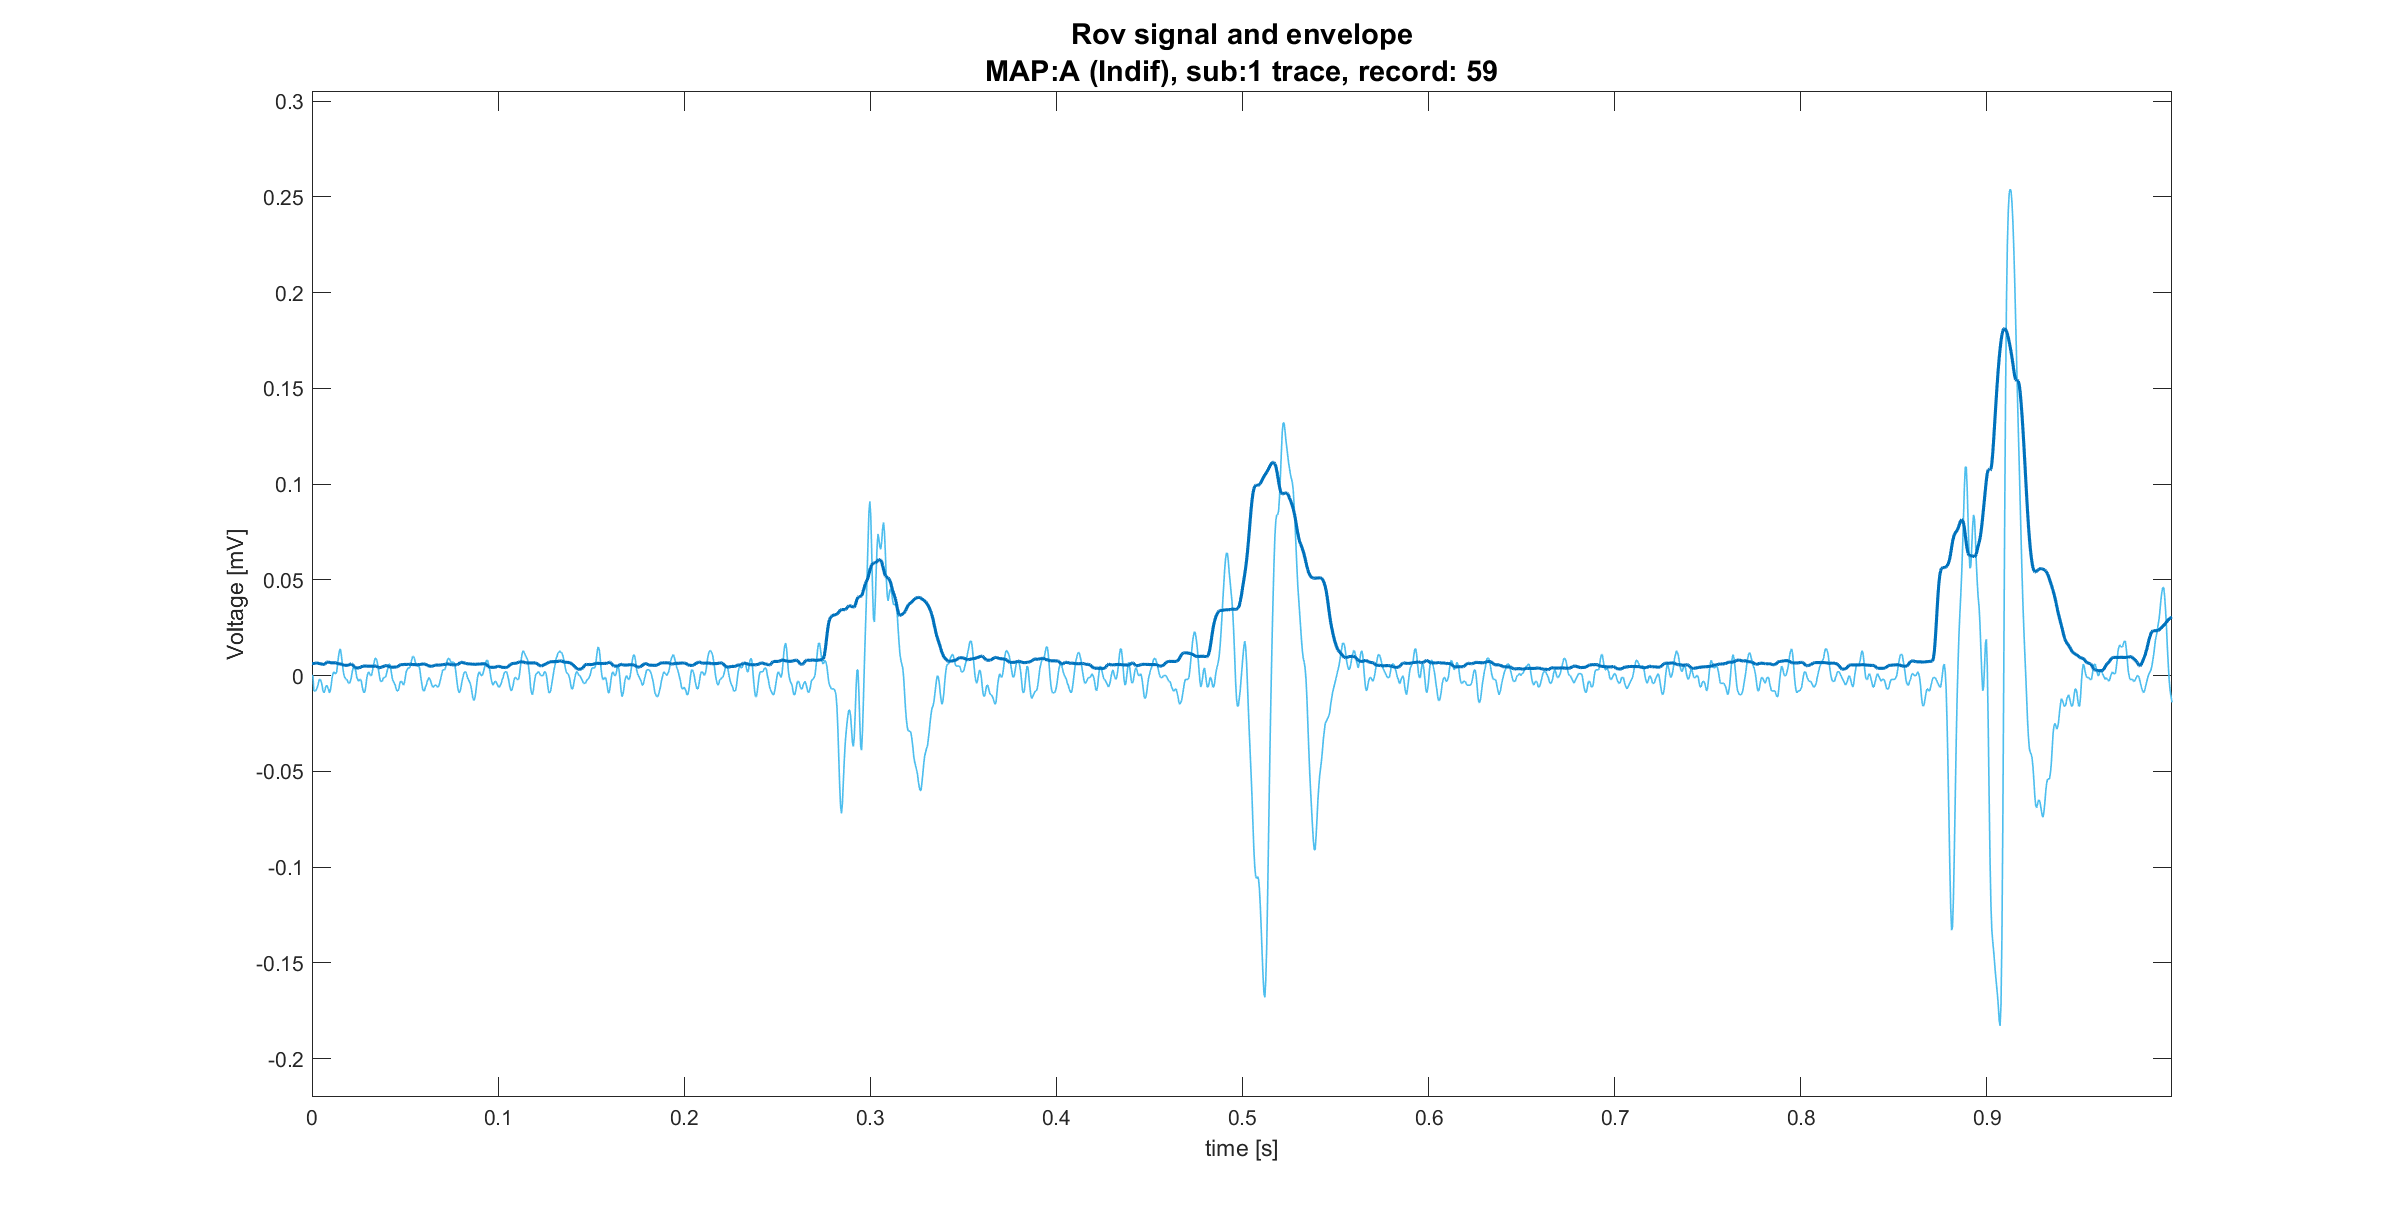 Rov signal and envelope
MAP:A (Indif), sub:1 trace, record: 59
0.3
0.25
0.2
0.15
0.1
0.05
0
-0.05
-0.1
-0.15
-0.2
Voltage [mV]
0 0.1 0.2 0.3 0.4 0.5 0.6 0.7 0.8 0.9
time [s]